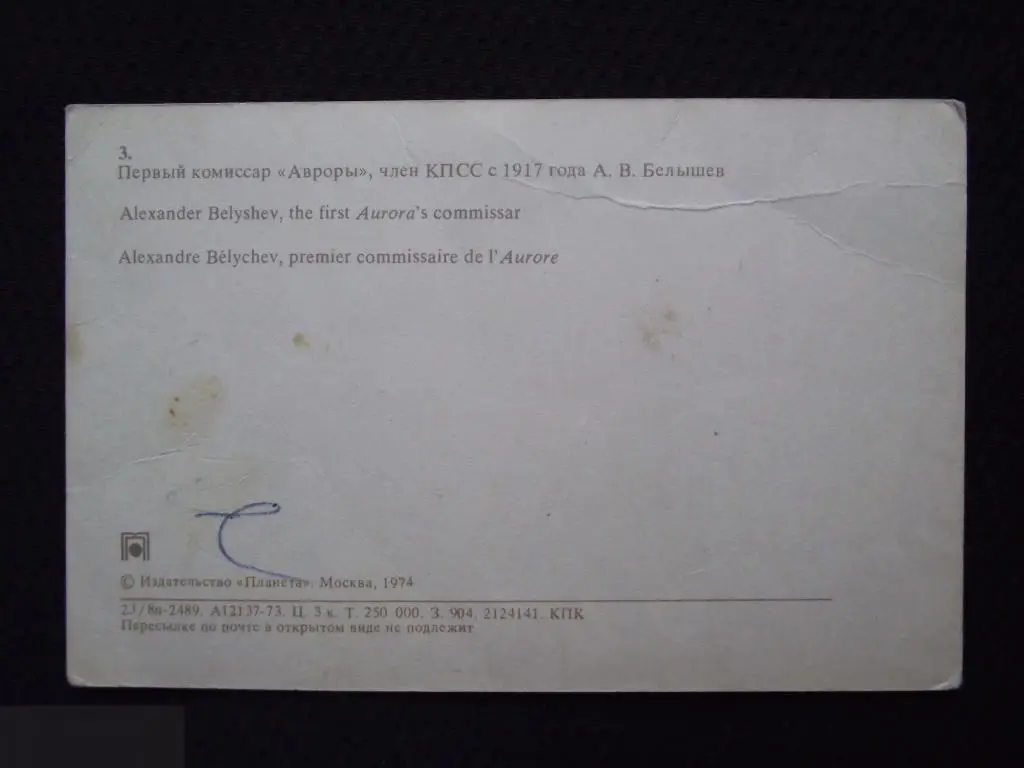 3.
Первый комиссар «Авроры», член КПСС с 1917 года А. В. Белышев
Alexander Belyshev, the first Aurora's commissar
Alexandre Bélychev, premier commissaire de l'Aurore
© Издательство «Планета». Москва, 1974
23/8п-2489. А12137-73. Ц. 3 к. Т. 250 000. З. 904, 2124141. КПК
Пересылке по почте в открытом виде не подлежит